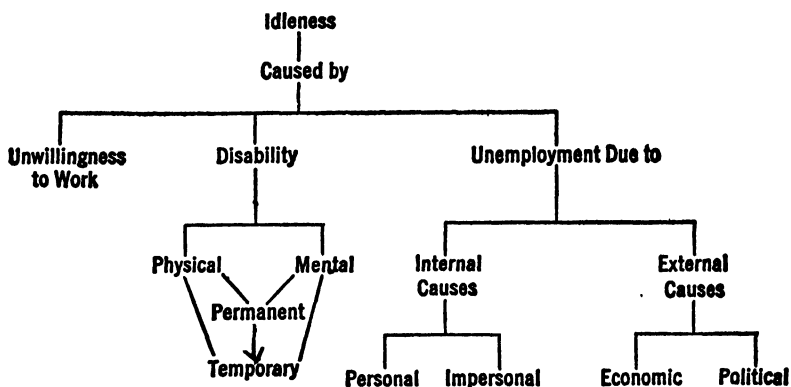 Idleness
Caused by
Unwillingness
to Work
Disability
Unemployment Due to
Physical
Mental
Permanent
Temporary
Internal
Causes
External
Causes
Personal
Impersonal
Economic
Political